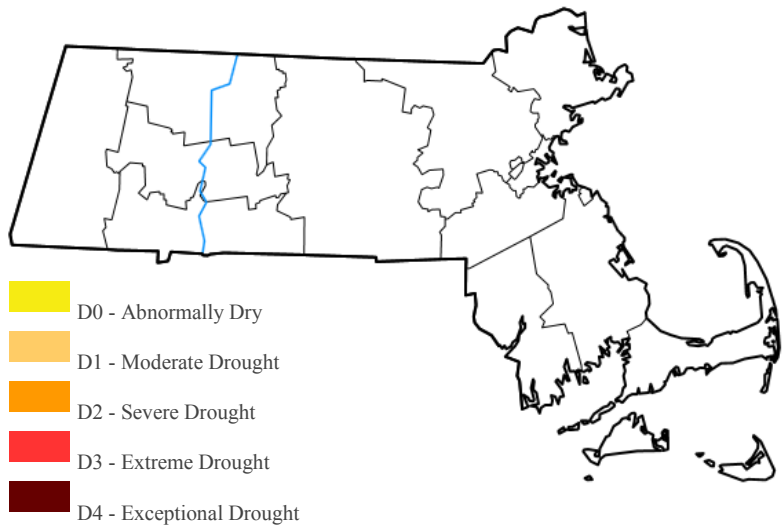 D0 - Abnormally Dry
D1 - Moderate Drought
D2 - Severe Drought
D3 - Extreme Drought
D4 - Exceptional Drought